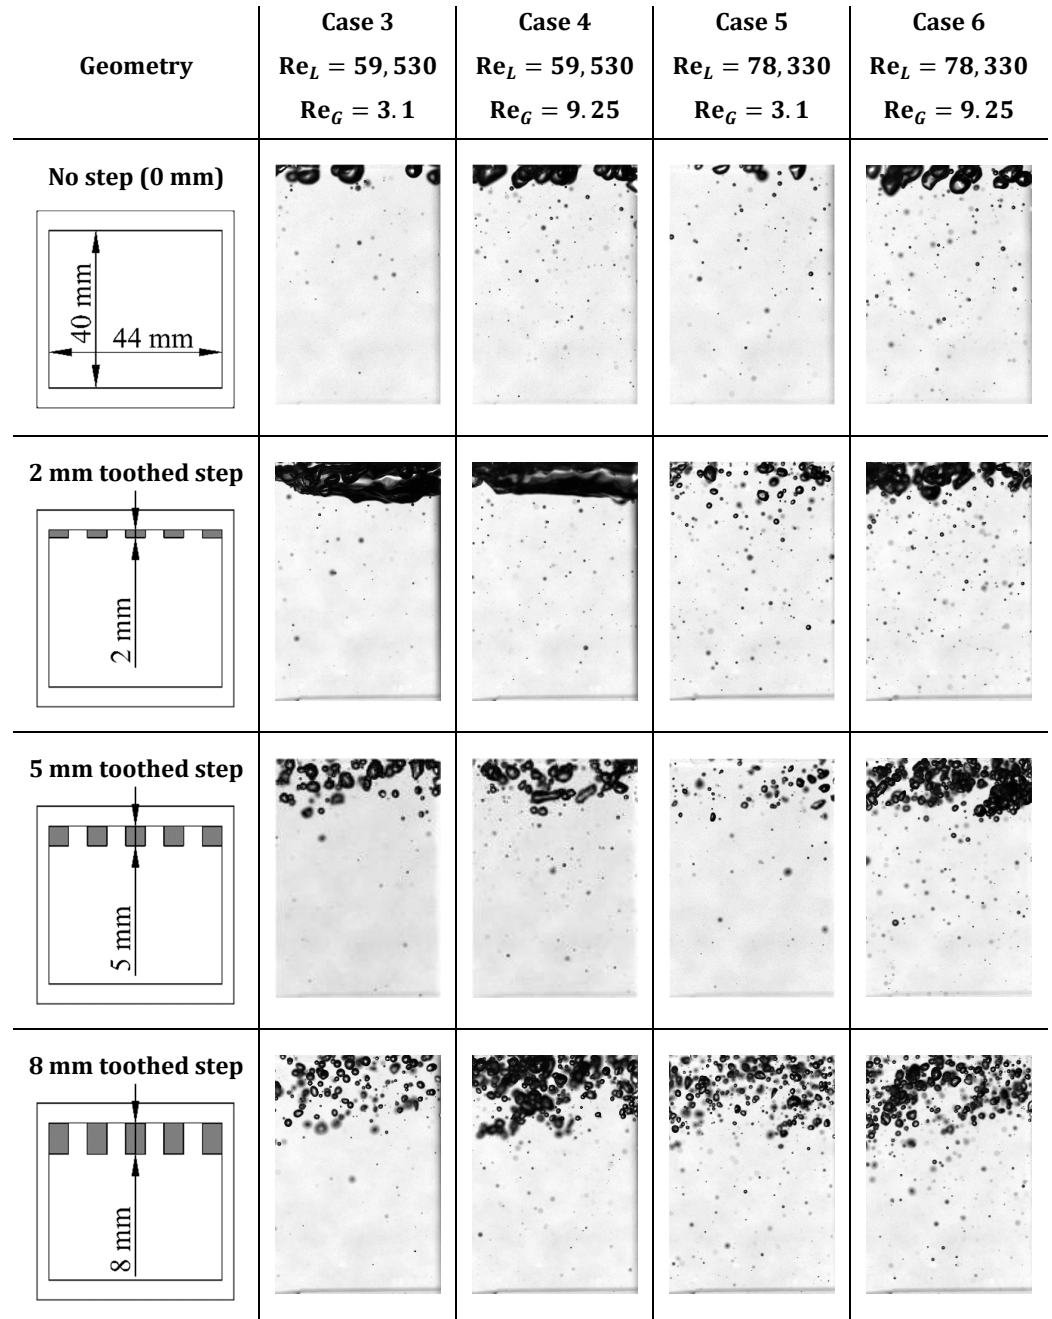 Geometry
Case 3
Re_L = 59,530
Re_G = 3.1
Case 4
Re_L = 59,530
Re_G = 9.25
Case 5
Re_L = 78,330
Re_G = 3.1
Case 6
Re_L = 78,330
Re_G = 9.25
No step (0 mm)
40 mm
44 mm
2 mm toothed step
2 mm
5 mm toothed step
5 mm
8 mm toothed step
8 mm